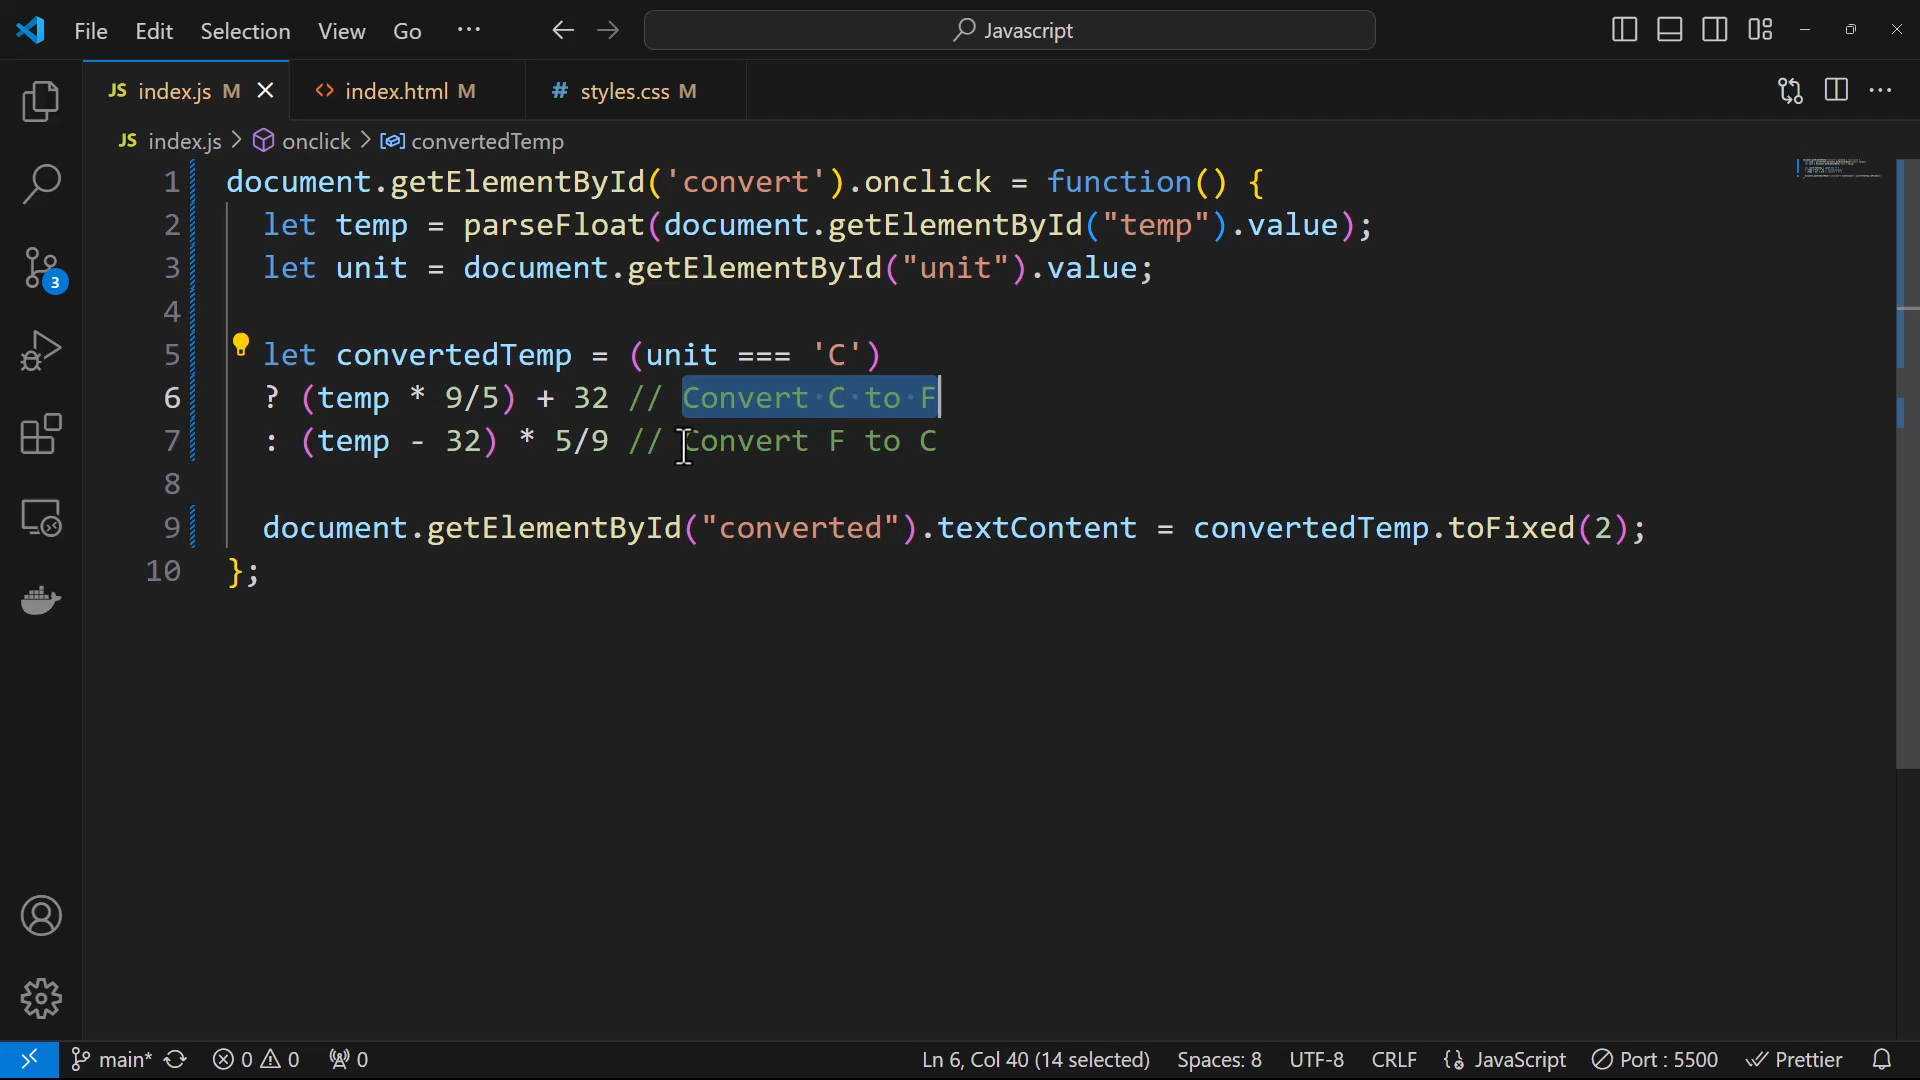 File Edit Selection View Go ··· Javascript
JS index.js M index.html M # styles.css M
JS index.js > onclick > convertedTemp
1 document.getElementById('convert').onclick = function() {
2 let temp = parseFloat(document.getElementById("temp").value);
3 let unit = document.getElementById("unit").value;
4
5 let convertedTemp = (unit === 'C')
6 ? (temp * 9/5) + 32 // Convert C to F
7 : (temp - 32) * 5/9 // Convert F to C
8
9 document.getElementById("converted").textContent = convertedTemp.toFixed(2);
10 };
3
main* 0 0 0 Ln 6, Col 40 (14 selected) Spaces: 8 UTF-8 CRLF {} JavaScript Port : 5500 Prettier